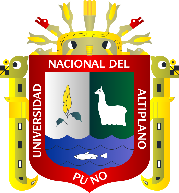 UNIVERSIDAD
NACIONAL DEL
ALTIPLANO
PUNO